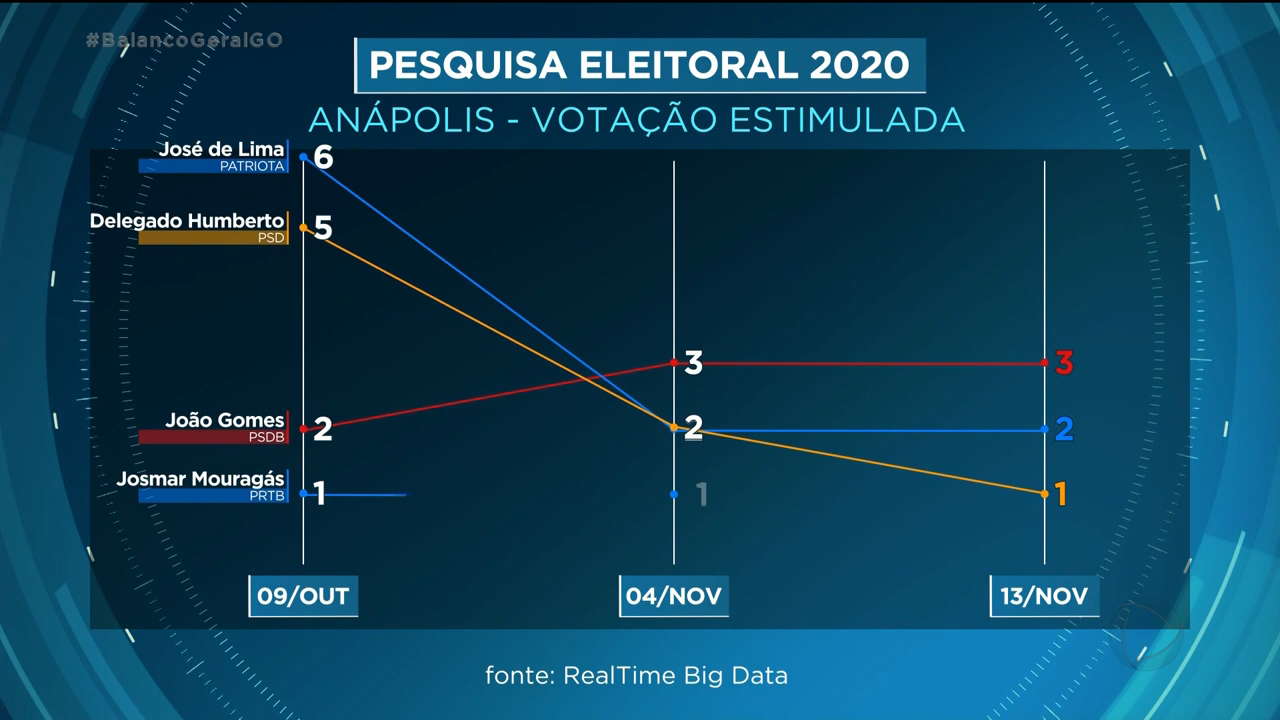 #BalancoGeralGO
PESQUISA ELEITORAL 2020
ANÁPOLIS - VOTAÇÃO ESTIMULADA
José de Lima
PATRIOTA
6
Delegado Humberto
PSD
5
3
3
João Gomes
PSDB
2
2
2
Josmar Mouragás
PRTB
1
1
1
09/OUT
04/NOV
13/NOV
fonte: RealTime Big Data